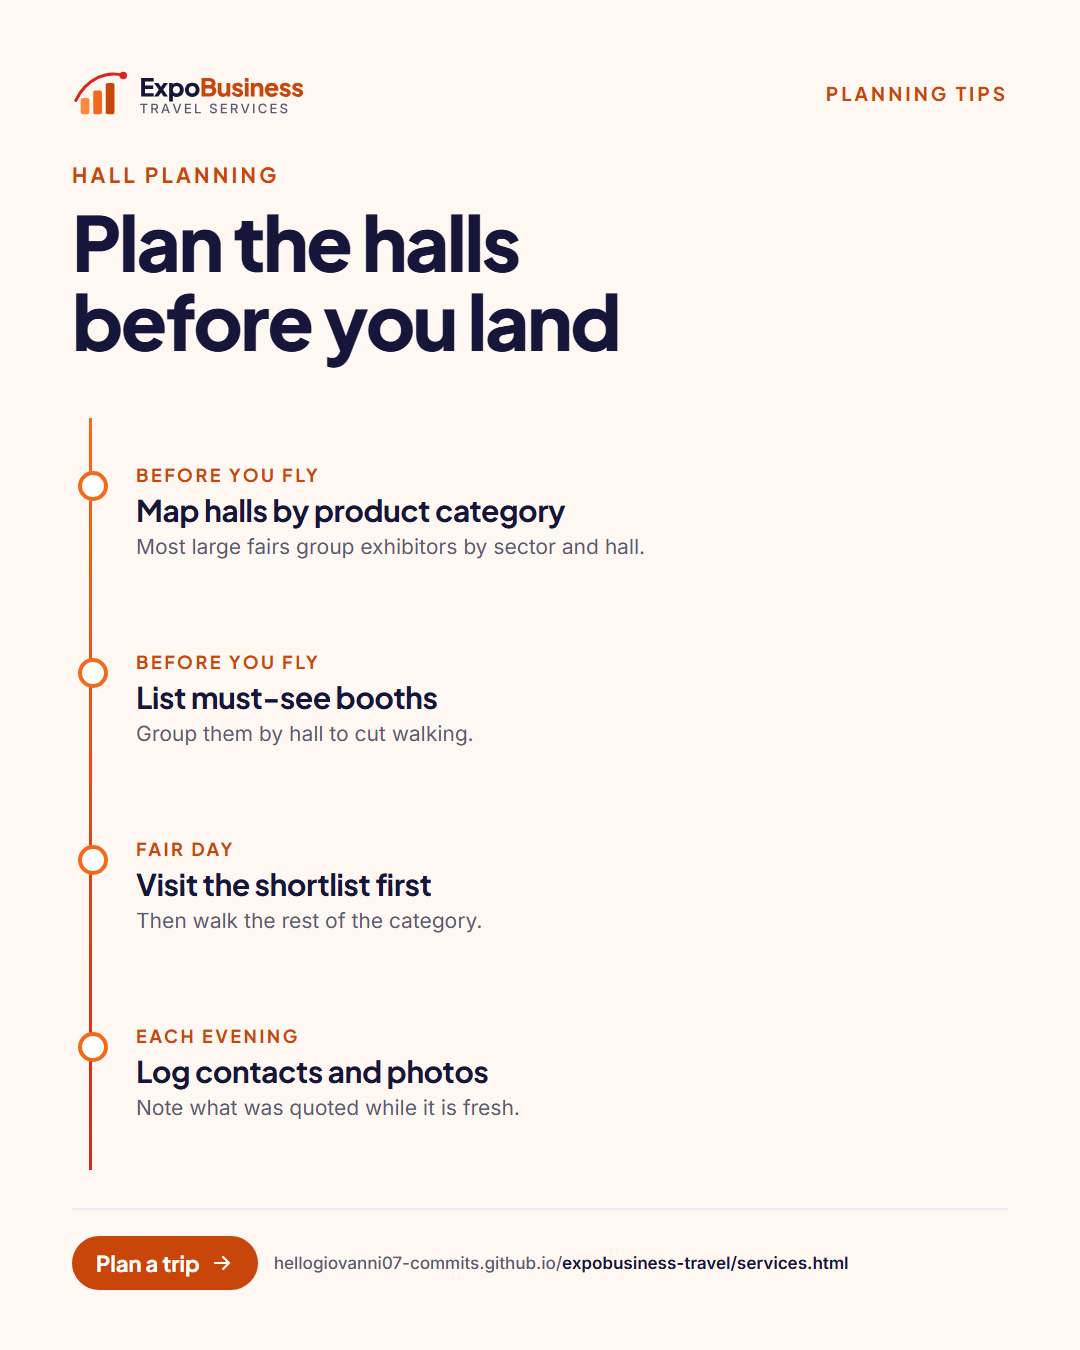 ExpoBusiness
TRAVEL SERVICES
PLANNING TIPS
HALL PLANNING
Plan the halls
before you land
BEFORE YOU FLY
Map halls by product category
Most large fairs group exhibitors by sector and hall.
BEFORE YOU FLY
List must-see booths
Group them by hall to cut walking.
FAIR DAY
Visit the shortlist first
Then walk the rest of the category.
EACH EVENING
Log contacts and photos
Note what was quoted while it is fresh.
Plan a trip →
hellogiovanni07-commits.github.io/expobusiness-travel/services.html